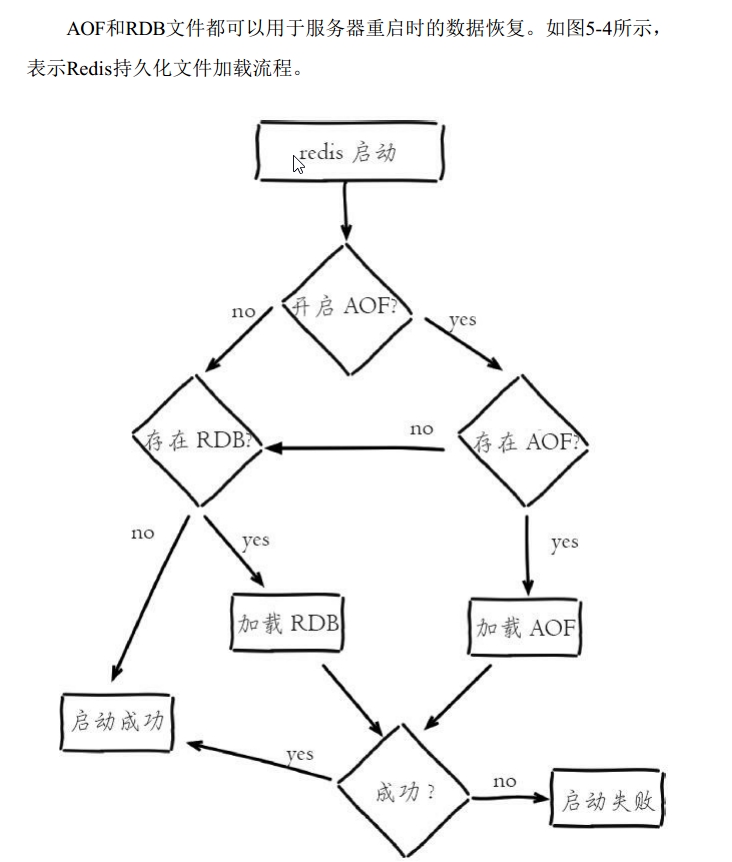 AOF和RDB文件都可以用于服务器重启时的数据恢复。如图5-4所示，
表示Redis持久化文件加载流程。
redis 启动
开启 AOF?
no
yes
存在 RDB?
no
存在 AOF?
no
yes
yes
加载 RDB
加载 AOF
启动成功
yes
成功?
no
启动失败